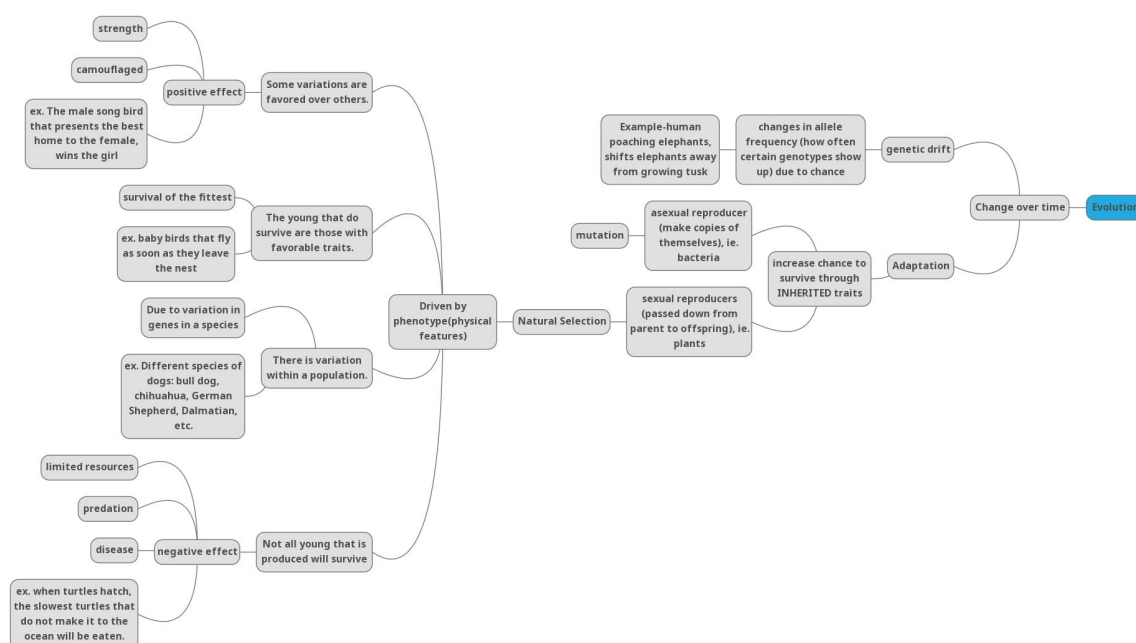 strength
camouflaged
ex. The male song bird
that presents the best
home to the female,
wins the girl
positive effect
Some variations are
favored over others.
survival of the fittest
ex. baby birds that fly
as soon as they leave
the nest
The young that do
survive are those with
favorable traits.
Due to variation in
genes in a species
ex. Different species of
dogs: bull dog,
chihuahua, German
Shepherd, Dalmatian,
etc.
There is variation
within a population.
limited resources
predation
disease
ex. when turtles hatch,
the slowest turtles that
do not make it to the
ocean will be eaten.
negative effect
Not all young that is
produced will survive
Driven by
phenotype(physical
features)
Natural Selection
Example-human
poaching elephants,
shifts elephants away
from growing tusk
changes in allele
frequency (how often
certain genotypes show
up) due to chance
genetic drift
mutation
asexual reproducer
(make copies of
themselves), ie.
bacteria
sexual reproducers
(passed down from
parent to offspring), ie.
plants
increase chance to
survive through
INHERITED traits
Adaptation
Change over time
Evolution